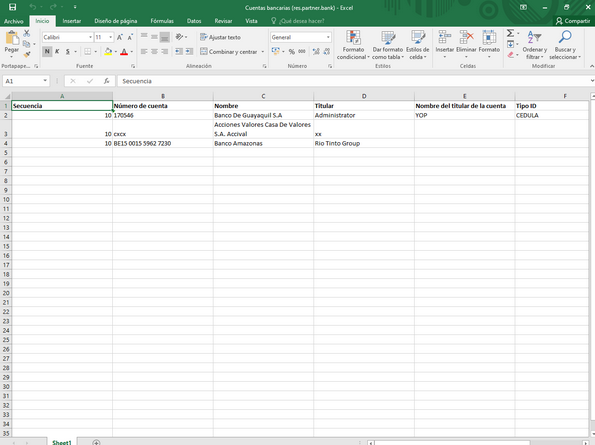 Cuentas bancarias (res.partner.bank) - Excel
Archivo Inicio Insertar Diseño de página Fórmulas Datos Revisar Vista ¿Qué desea hacer? Compartir
Pegar
Calibri 11
N K S
Ajustar texto
Combinar y centrar
General
% 000
Formato condicional
Dar formato como tabla
Estilos de celda
Insertar Eliminar Formato
Ordenar y filtrar
Buscar y seleccionar
Portapape... Fuente Alineación Número Estilos Celdas Modificar
A1 fx Secuencia
A B C D E F
1 Secuencia Número de cuenta Nombre Titular Nombre del titular de la cuenta Tipo ID
2 10 170546 Banco De Guayaquil S.A Administrator YOP CEDULA
Acciones Valores Casa De Valores
3 10 cxcx S.A. Accival xx
4 10 BE15 0015 5962 7230 Banco Amazonas Rio Tinto Group
5
6
7
8
9
10
11
12
13
14
15
16
17
18
19
20
21
22
23
24
25
26
27
28
29
30
31
32
33
34
35
Sheet1